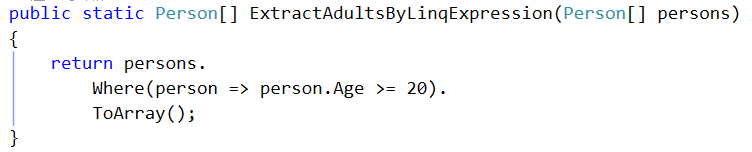 public static Person[] ExtractAdultsByLinqExpression(Person[] persons)
{
    return persons.
        Where(person => person.Age >= 20).
        ToArray();
}